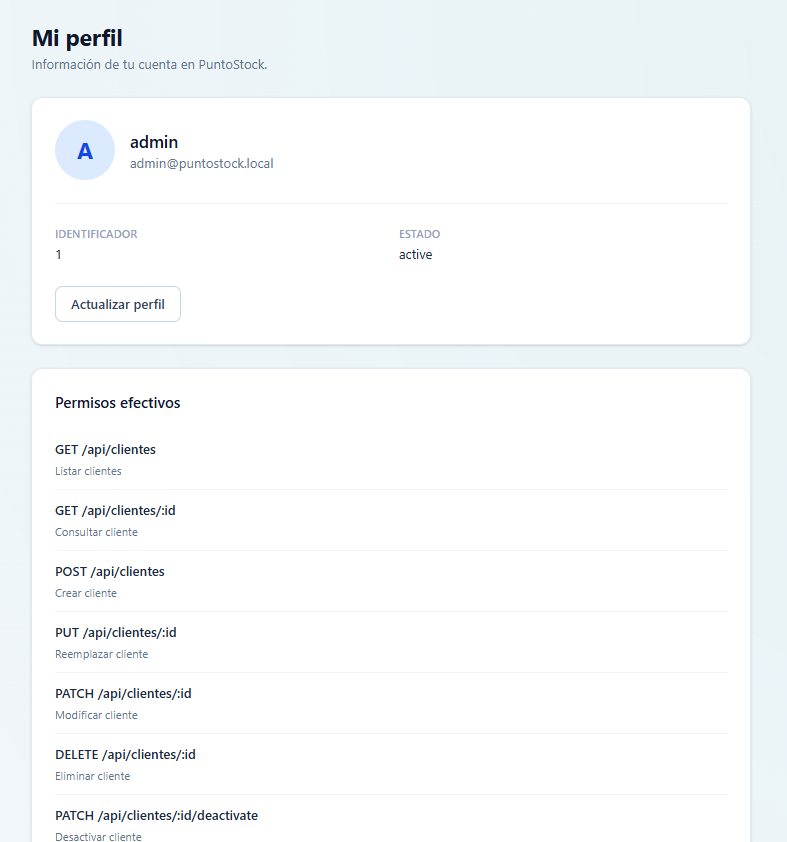 Mi perfil
Información de tu cuenta en PuntoStock.
A
admin
admin@puntostock.local
IDENTIFICADOR
1
ESTADO
active
Actualizar perfil
Permisos efectivos
GET /api/clientes
Listar clientes
GET /api/clientes/:id
Consultar cliente
POST /api/clientes
Crear cliente
PUT /api/clientes/:id
Reemplazar cliente
PATCH /api/clientes/:id
Modificar cliente
DELETE /api/clientes/:id
Eliminar cliente
PATCH /api/clientes/:id/deactivate
Desactivar cliente